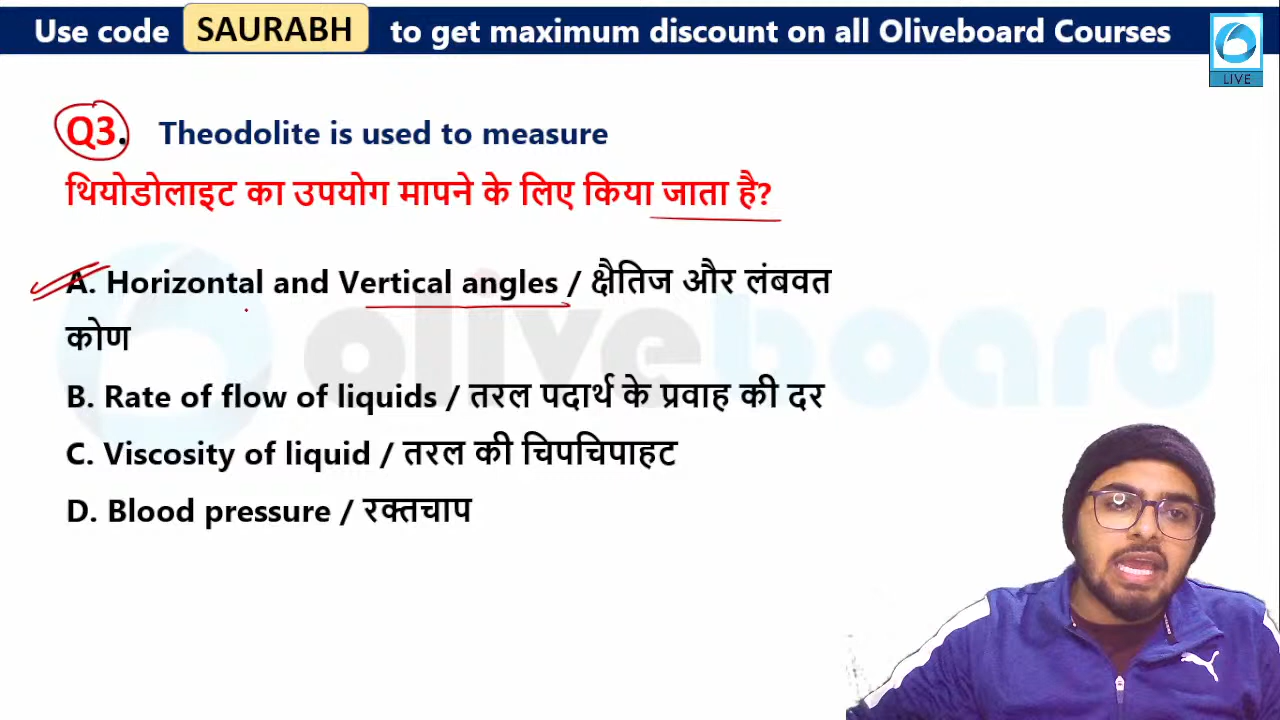 Use code SAURABH to get maximum discount on all Oliveboard Courses
LIVE
Q3. Theodolite is used to measure
थियोडोलाइट का उपयोग मापने के लिए किया जाता है?
A. Horizontal and Vertical angles / क्षैतिज और लंबवत
कोण
B. Rate of flow of liquids / तरल पदार्थ के प्रवाह की दर
C. Viscosity of liquid / तरल की चिपचिपाहट
D. Blood pressure / रक्तचाप
oliveboard